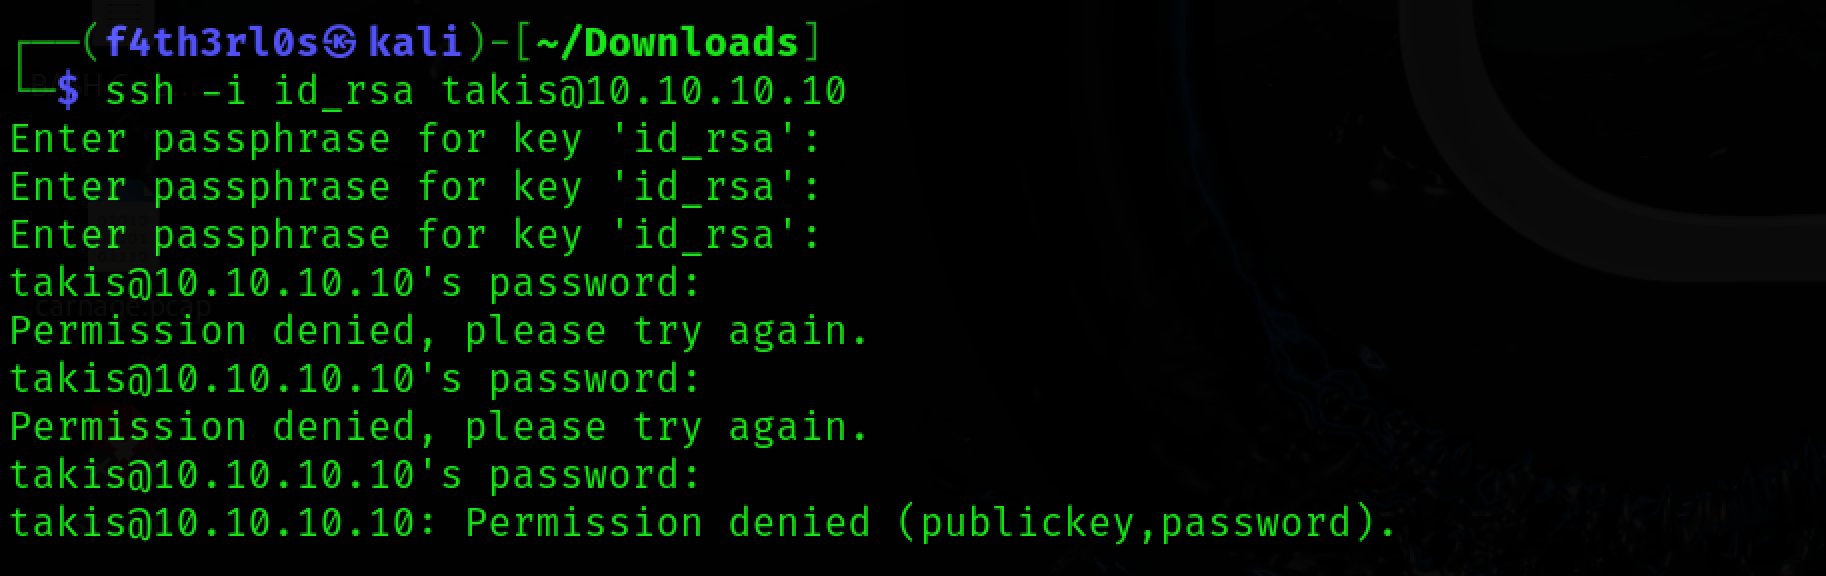 ┌──(f4th3rl0s㉿kali)-[~/Downloads]
└─$ ssh -i id_rsa takis@10.10.10.10
Enter passphrase for key 'id_rsa':
Enter passphrase for key 'id_rsa':
Enter passphrase for key 'id_rsa':
takis@10.10.10.10's password:
Permission denied, please try again.
takis@10.10.10.10's password:
Permission denied, please try again.
takis@10.10.10.10's password:
takis@10.10.10.10: Permission denied (publickey,password).
carnage.pcap